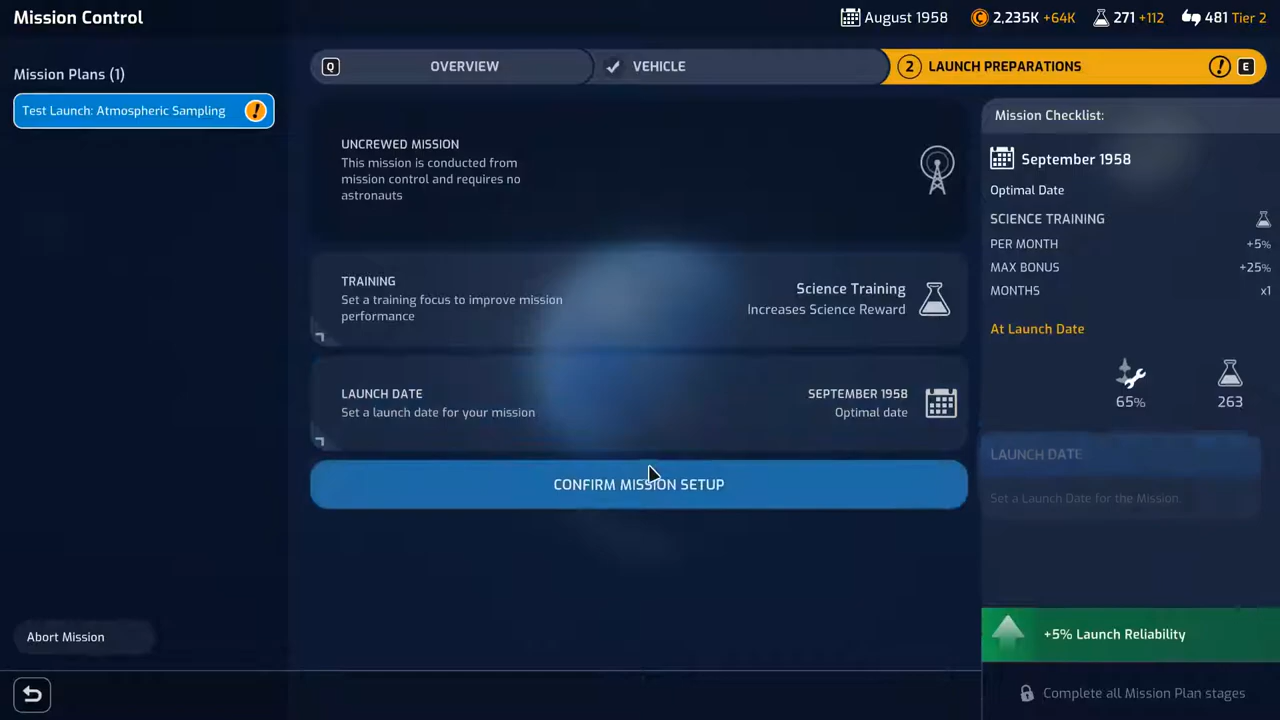 Mission Control
August 1958
2,235K +64K
271 +112
481 Tier 2
Mission Plans (1)
Test Launch: Atmospheric Sampling
Abort Mission
Q
OVERVIEW
VEHICLE
2
LAUNCH PREPARATIONS
E
UNCREWED MISSION
This mission is conducted from
mission control and requires no
astronauts
TRAINING
Set a training focus to improve mission
performance
Science Training
Increases Science Reward
LAUNCH DATE
Set a launch date for your mission
SEPTEMBER 1958
Optimal date
CONFIRM MISSION SETUP
Mission Checklist:
September 1958
Optimal Date
SCIENCE TRAINING
PER MONTH +5%
MAX BONUS +25%
MONTHS x1
At Launch Date
65% 263
LAUNCH DATE
Set a Launch Date for the Mission.
+5% Launch Reliability
Complete all Mission Plan stages